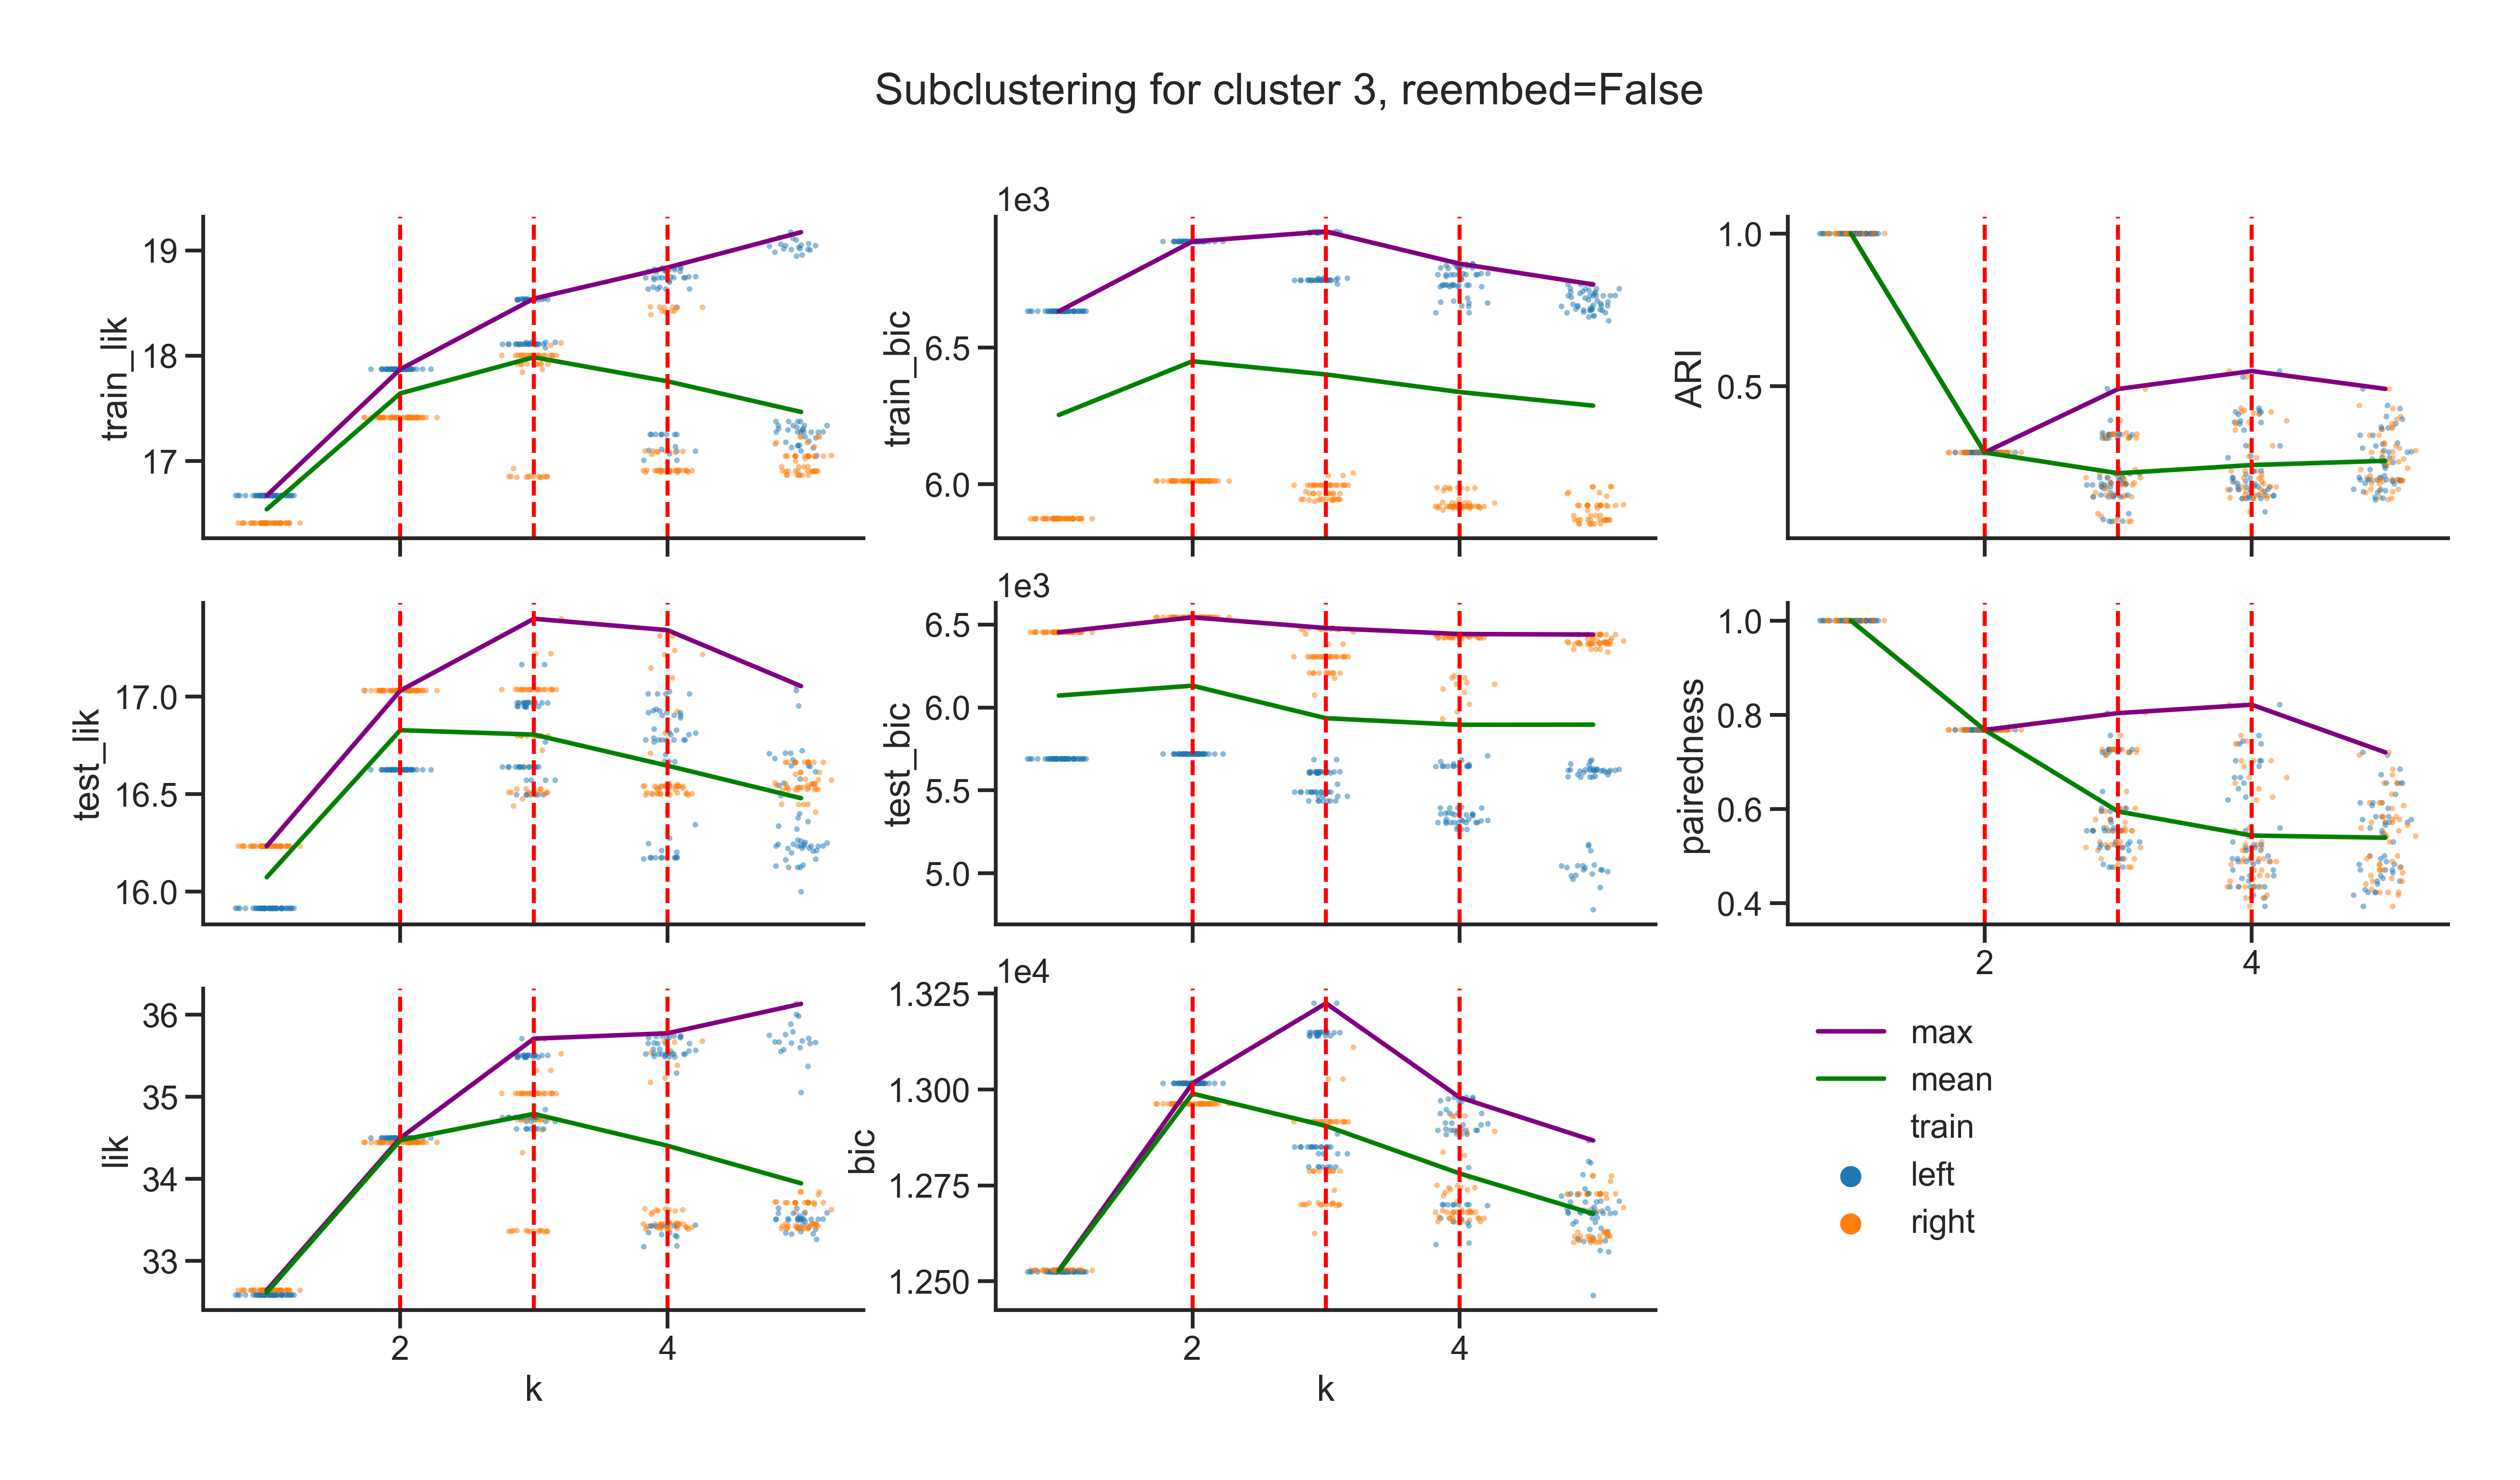 Subclustering for cluster 3, reembed=False
train_lik
19
18
17
1e3
train_bic
6.5
6.0
ARI
1.0
0.5
test_lik
17.0
16.5
16.0
1e3
test_bic
6.5
6.0
5.5
5.0
pairedness
1.0
0.8
0.6
0.4
2
4
lik
36
35
34
33
2
4
k
1e4
bic
1.325
1.300
1.275
1.250
2
4
k
max
mean
train
left
right